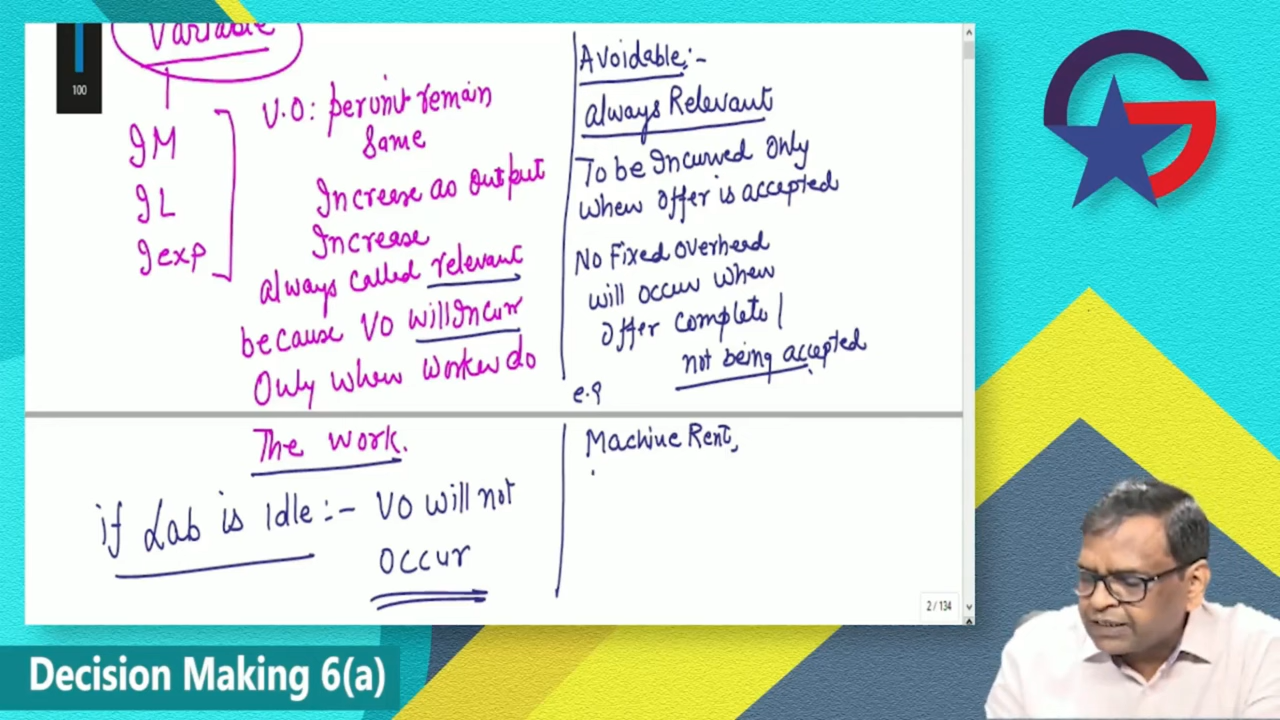 Variable
100
IM
IL
Iexp
V.O: per unit remain
Same
Increase as output
Increase
always called relevant
because VO will Incur
Only when worker do
The work.
if Lab is Idle :- VO will not
occur
Avoidable:-
always Relevant
To be Incurred Only
when offer is accepted
No Fixed Overhead
will occur when
Offer complete /
not being accepted
e.g
Machine Rent,
2 / 134
Decision Making 6(a)